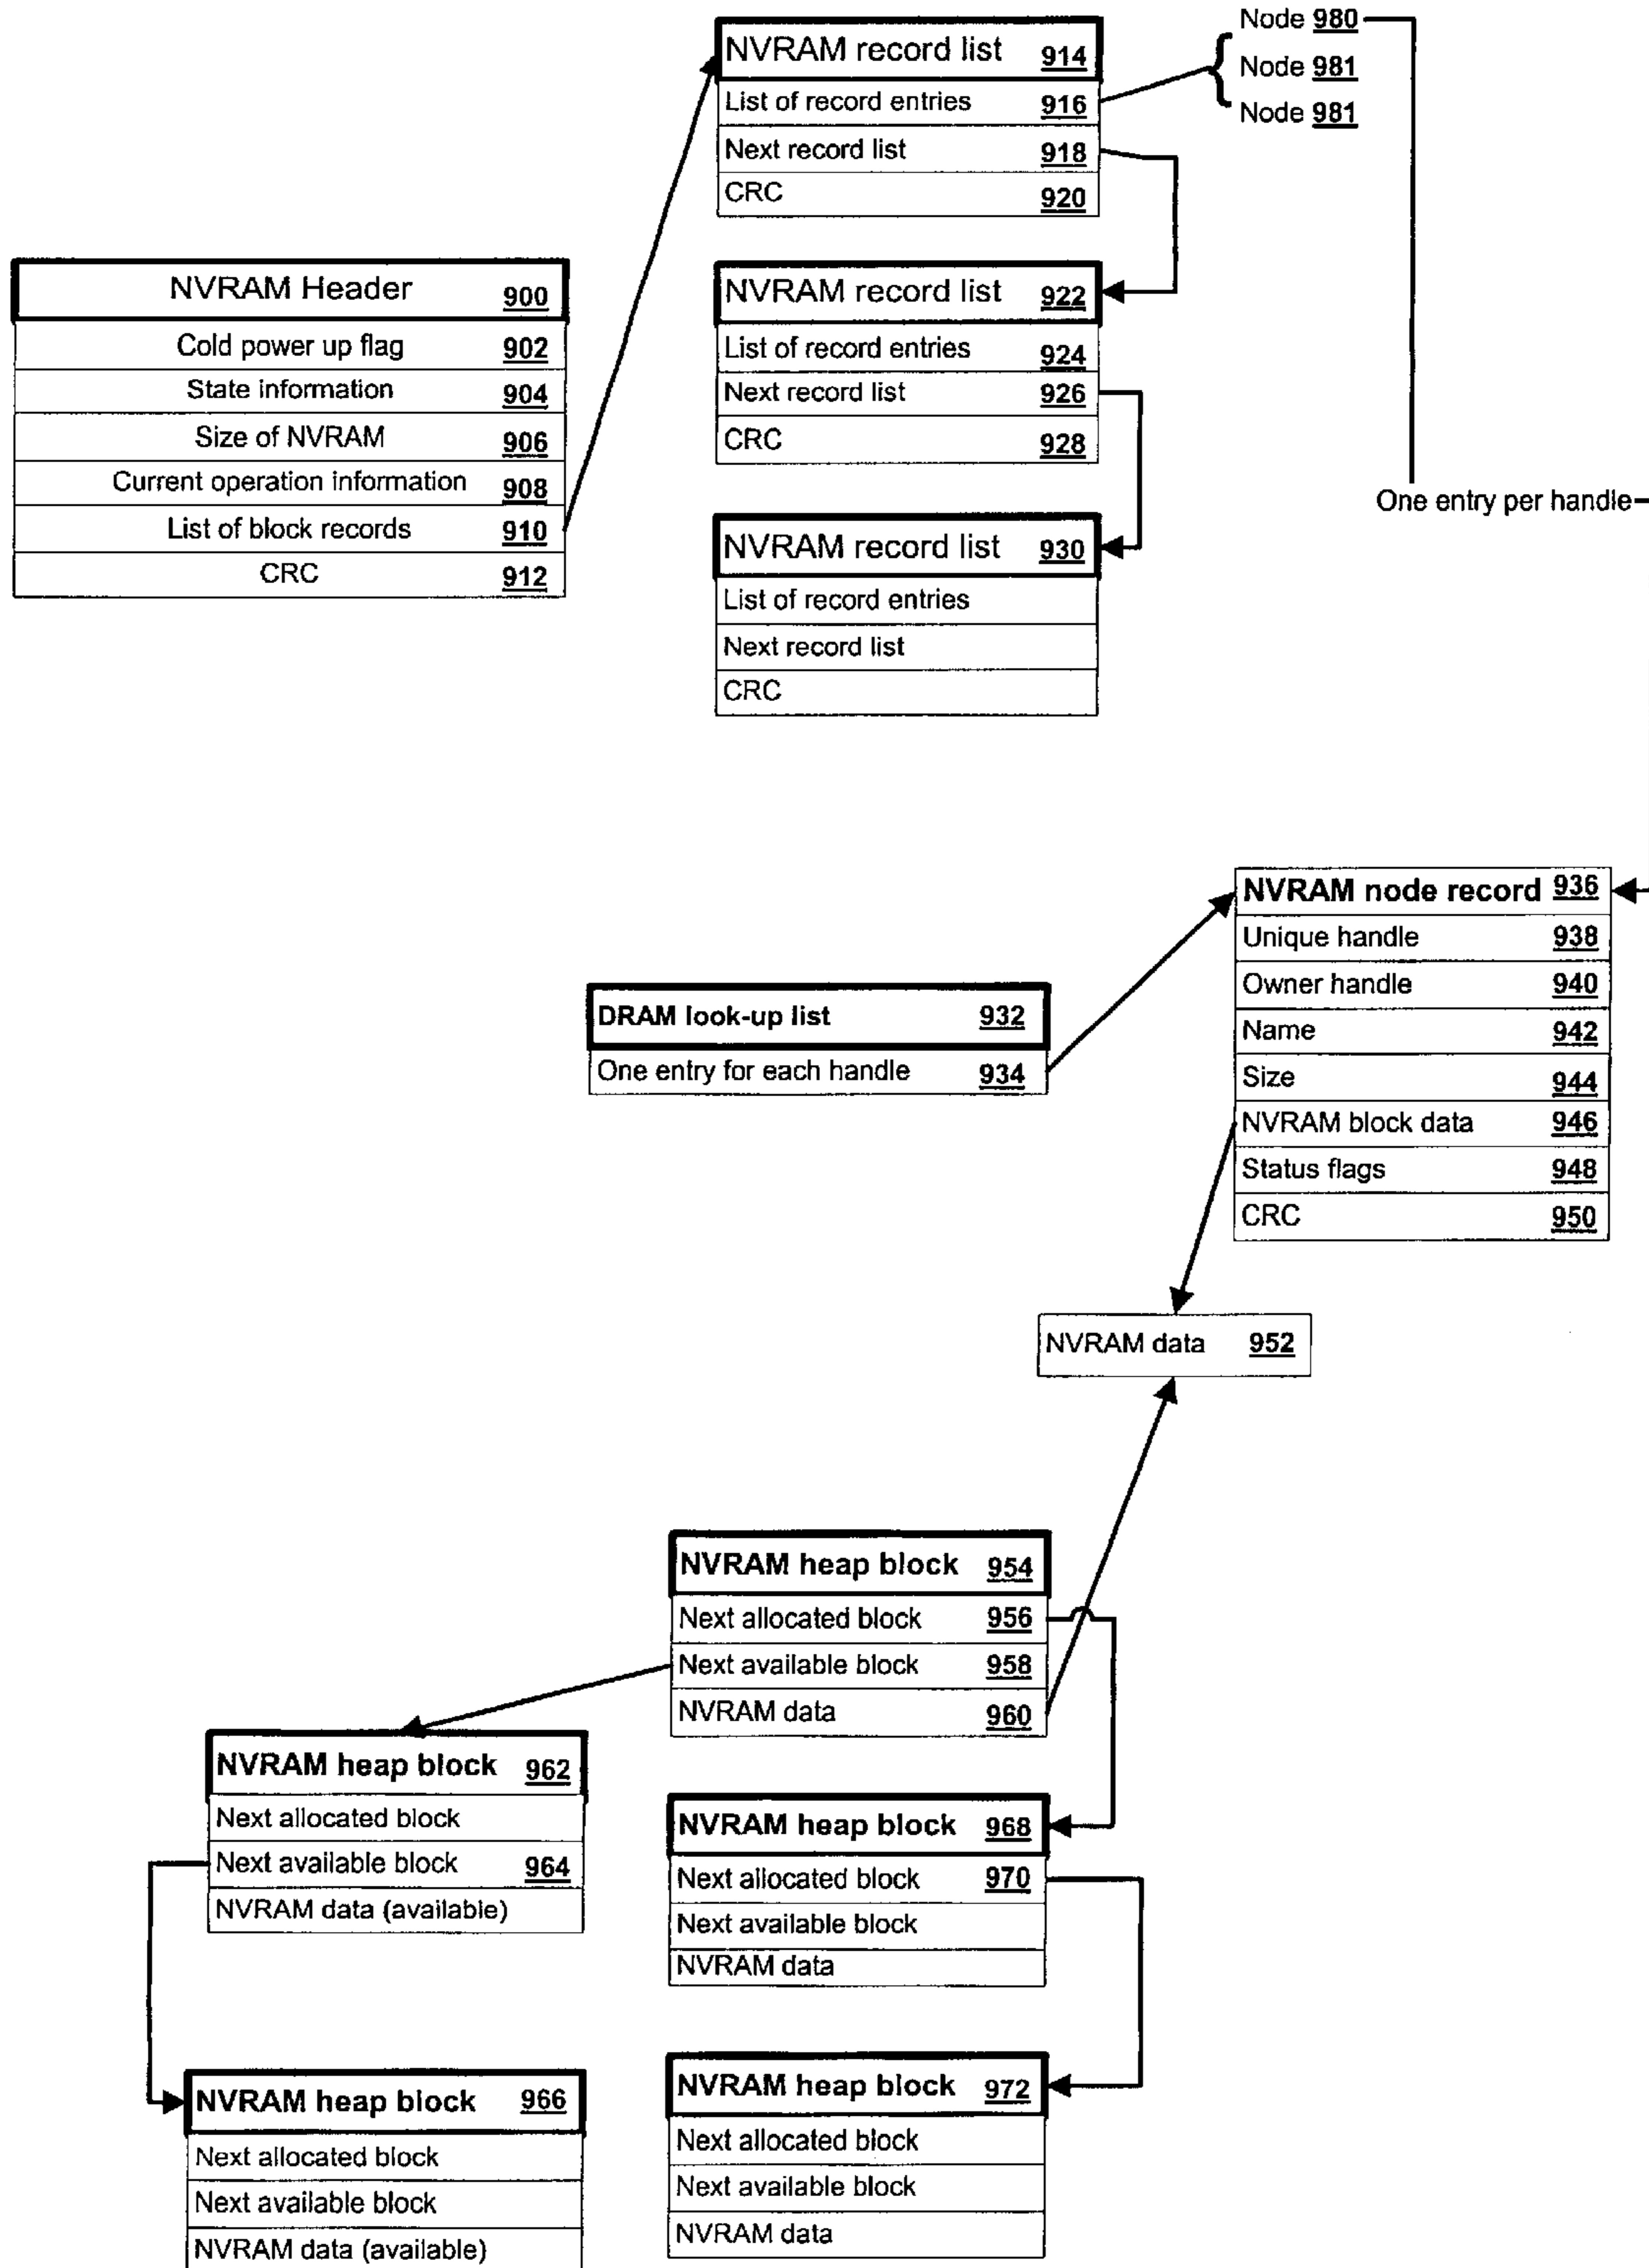 Node 980
NVRAM record list 914
Node 981
List of record entries 916
Node 981
Next record list 918
CRC 920
NVRAM Header 900
Cold power up flag 902
State information 904
Size of NVRAM 906
Current operation information 908
List of block records 910
CRC 912
NVRAM record list 922
List of record entries 924
Next record list 926
CRC 928
One entry per handle
NVRAM record list 930
List of record entries
Next record list
CRC
NVRAM node record 936
Unique handle 938
Owner handle 940
Name 942
Size 944
NVRAM block data 946
Status flags 948
CRC 950
DRAM look-up list 932
One entry for each handle 934
NVRAM data 952
NVRAM heap block 954
Next allocated block 956
Next available block 958
NVRAM data 960
NVRAM heap block 962
Next allocated block
Next available block 964
NVRAM data (available)
NVRAM heap block 968
Next allocated block 970
Next available block
NVRAM data
NVRAM heap block 966
Next allocated block
Next available block
NVRAM data (available)
NVRAM heap block 972
Next allocated block
Next available block
NVRAM data